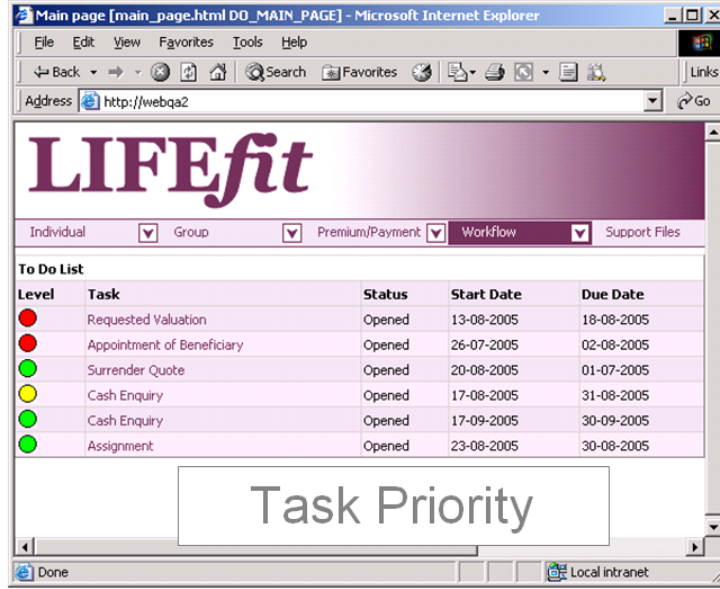 Main page [main_page.html DO_MAIN_PAGE] - Microsoft Internet Explorer
File Edit View Favorites Tools Help
Back Search Favorites Links
Address http://webqa2 Go
LIFEfit
Individual Group Premium/Payment Workflow Support Files
To Do List
Level Task Status Start Date Due Date
Requested Valuation Opened 13-08-2005 18-08-2005
Appointment of Beneficiary Opened 26-07-2005 02-08-2005
Surrender Quote Opened 20-08-2005 01-07-2005
Cash Enquiry Opened 17-08-2005 31-08-2005
Cash Enquiry Opened 17-09-2005 30-09-2005
Assignment Opened 23-08-2005 30-08-2005
Task Priority
Done Local intranet